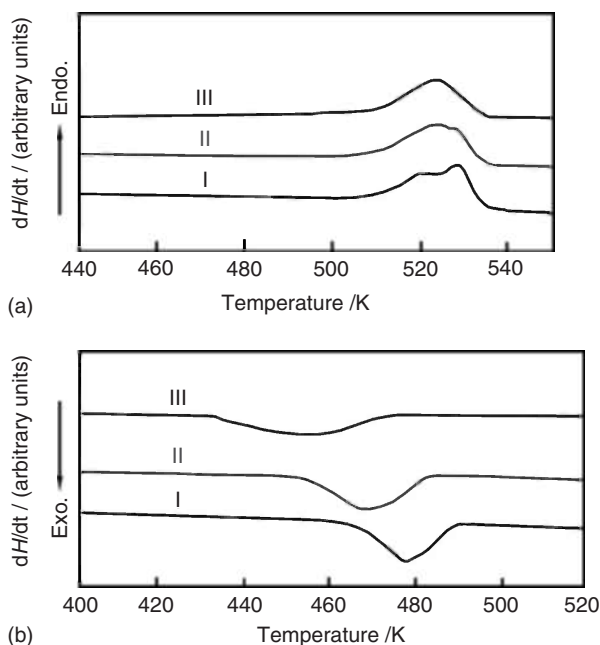 dH/dt / (arbitrary units)
Endo.
III
II
I
440 460 480 500 520 540
(a)
Temperature /K
dH/dt / (arbitrary units)
Exo.
III
II
I
400 420 440 460 480 500 520
(b)
Temperature /K